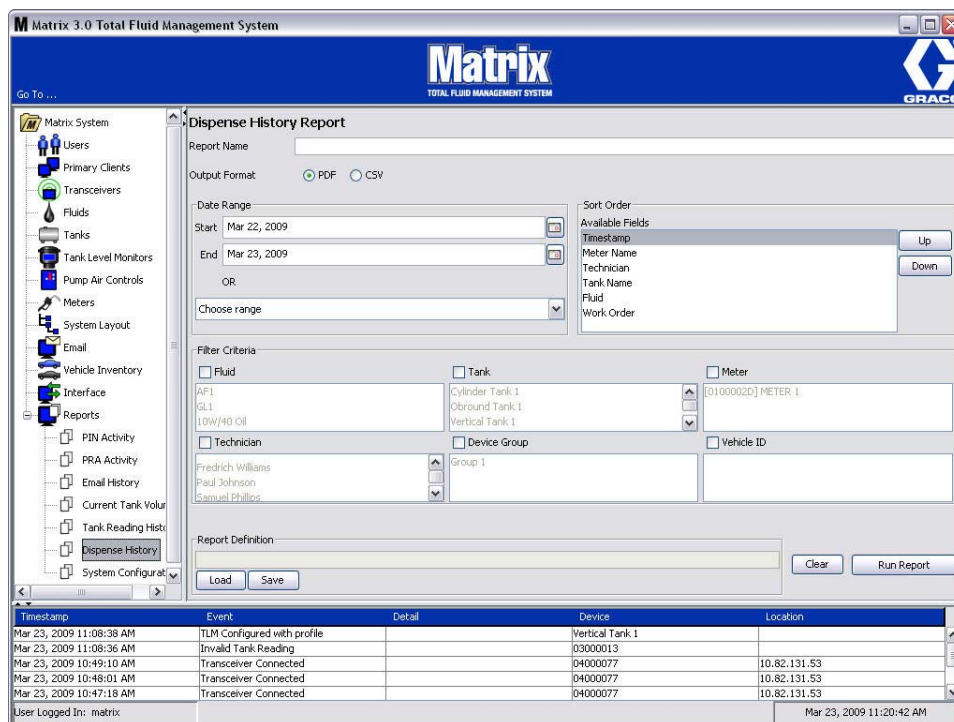 M Matrix 3.0 Total Fluid Management System
Matrix
TOTAL FLUID MANAGEMENT SYSTEM
Go To ...
GRACO
Matrix System
Users
Primary Clients
Transceivers
Fluids
Tanks
Tank Level Monitors
Pump Air Controls
Meters
System Layout
Email
Vehicle Inventory
Interface
Reports
PIN Activity
PRA Activity
Email History
Current Tank Volum
Tank Reading Histo
Dispense History
System Configurat
Dispense History Report
Report Name
Output Format PDF CSV
Date Range
Start Mar 22, 2009
End Mar 23, 2009
OR
Choose range
Sort Order
Available Fields
Timestamp
Meter Name
Technician
Tank Name
Fluid
Work Order
Up
Down
Filter Criteria
Fluid
AF1
GL1
10W/40 Oil
Tank
Cylinder Tank 1
Obround Tank 1
Vertical Tank 1
Meter
[0100002D] METER 1
Technician
Fredrich Williams
Paul Johnson
Samuel Phillips
Device Group
Group 1
Vehicle ID
Report Definition
Load Save
Clear Run Report
Timestamp Event Detail Device Location
Mar 23, 2009 11:08:38 AM TLM Configured with profile Vertical Tank 1
Mar 23, 2009 11:08:36 AM Invalid Tank Reading 03000013
Mar 23, 2009 10:49:10 AM Transceiver Connected 04000077 10.82.131.53
Mar 23, 2009 10:48:01 AM Transceiver Connected 04000077 10.82.131.53
Mar 23, 2009 10:47:18 AM Transceiver Connected 04000077 10.82.131.53
User Logged In: matrix Mar 23, 2009 11:20:42 AM